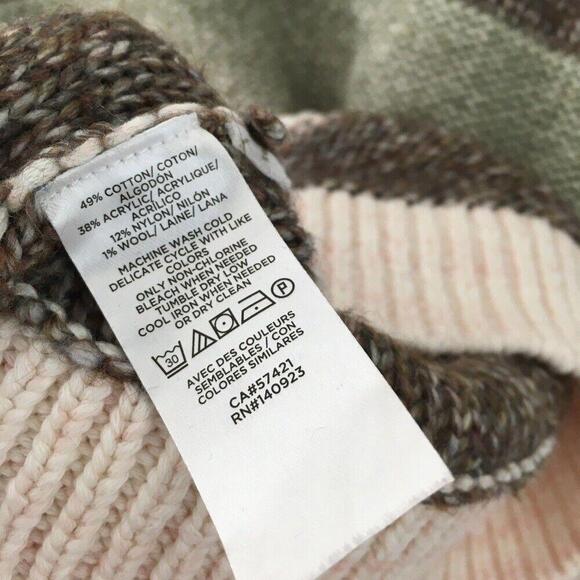 49% COTTON/ COTON/
ALGODÓN
38% ACRYLIC/ ACRYLIQUE/
ACRÍLICO
12% NYLON/ NILÓN
1% WOOL/ LAINE/ LANA
MACHINE WASH COLD
DELICATE CYCLE WITH LIKE
COLORS
ONLY NON-CHLORINE
BLEACH WHEN NEEDED
TUMBLE DRY LOW
COOL IRON WHEN NEEDED
OR DRY CLEAN
30 P
AVEC DES COULEURS
SEMBLABLES / CON
COLORES SIMILARES
CA#57421
RN#140923